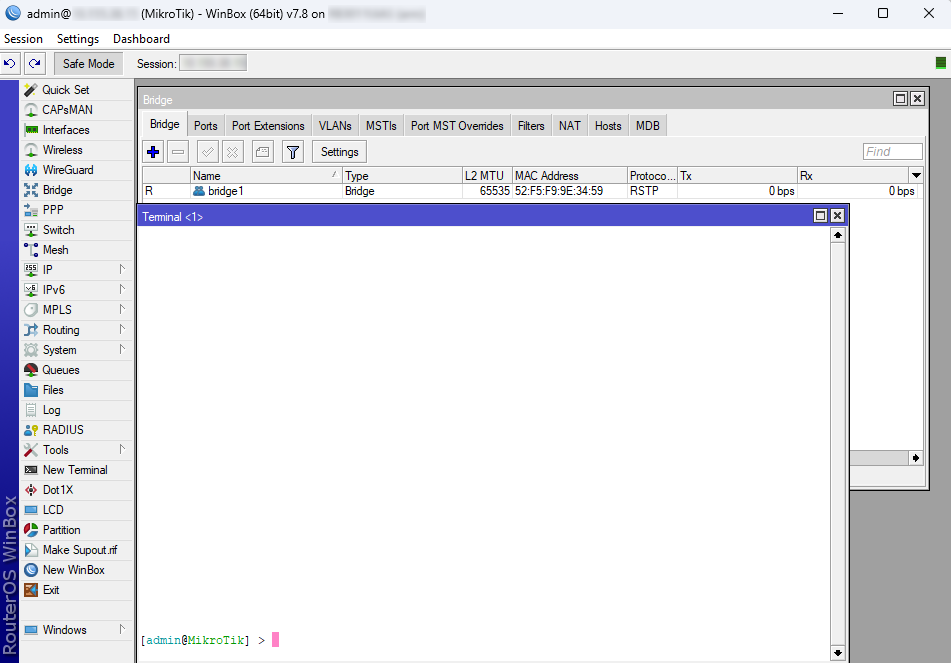 admin@ (MikroTik) - WinBox (64bit) v7.8 on
Session Settings Dashboard
Safe Mode Session:
Quick Set
CAPsMAN
Interfaces
Wireless
WireGuard
Bridge
PPP
Switch
Mesh
IP
IPv6
MPLS
Routing
System
Queues
Files
Log
RADIUS
Tools
New Terminal
Dot1X
LCD
Partition
Make Supout.rif
New WinBox
Exit
Windows
RouterOS WinBox
Bridge
Bridge Ports Port Extensions VLANs MSTIs Port MST Overrides Filters NAT Hosts MDB
Settings Find
Name Type L2 MTU MAC Address Protoco... Tx Rx
R bridge1 Bridge 65535 52:F5:F9:9E:34:59 RSTP 0 bps 0 bps
Terminal <1>
[admin@MikroTik] >